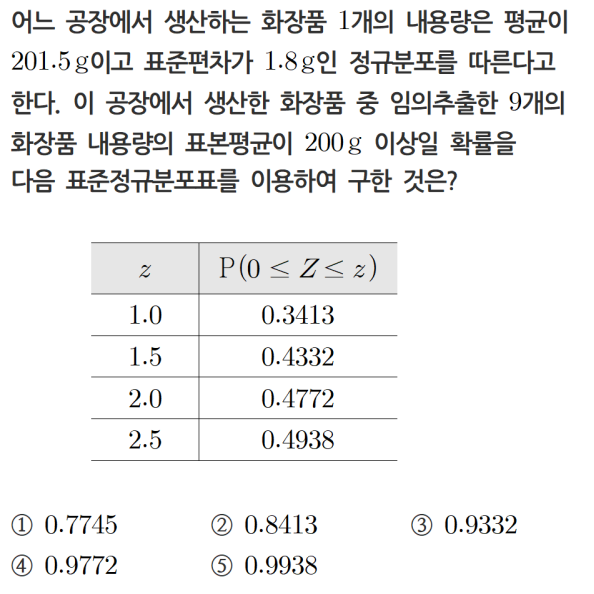 어느 공장에서 생산하는 화장품 1개의 내용량은 평균이
201.5g이고 표준편차가 1.8g인 정규분포를 따른다고
한다. 이 공장에서 생산한 화장품 중 임의추출한 9개의
화장품 내용량의 표본평균이 200g 이상일 확률을
다음 표준정규분포표를 이용하여 구한 것은?
z P(0 ≤ Z ≤ z)
1.0 0.3413
1.5 0.4332
2.0 0.4772
2.5 0.4938
① 0.7745 ② 0.8413 ③ 0.9332
④ 0.9772 ⑤ 0.9938